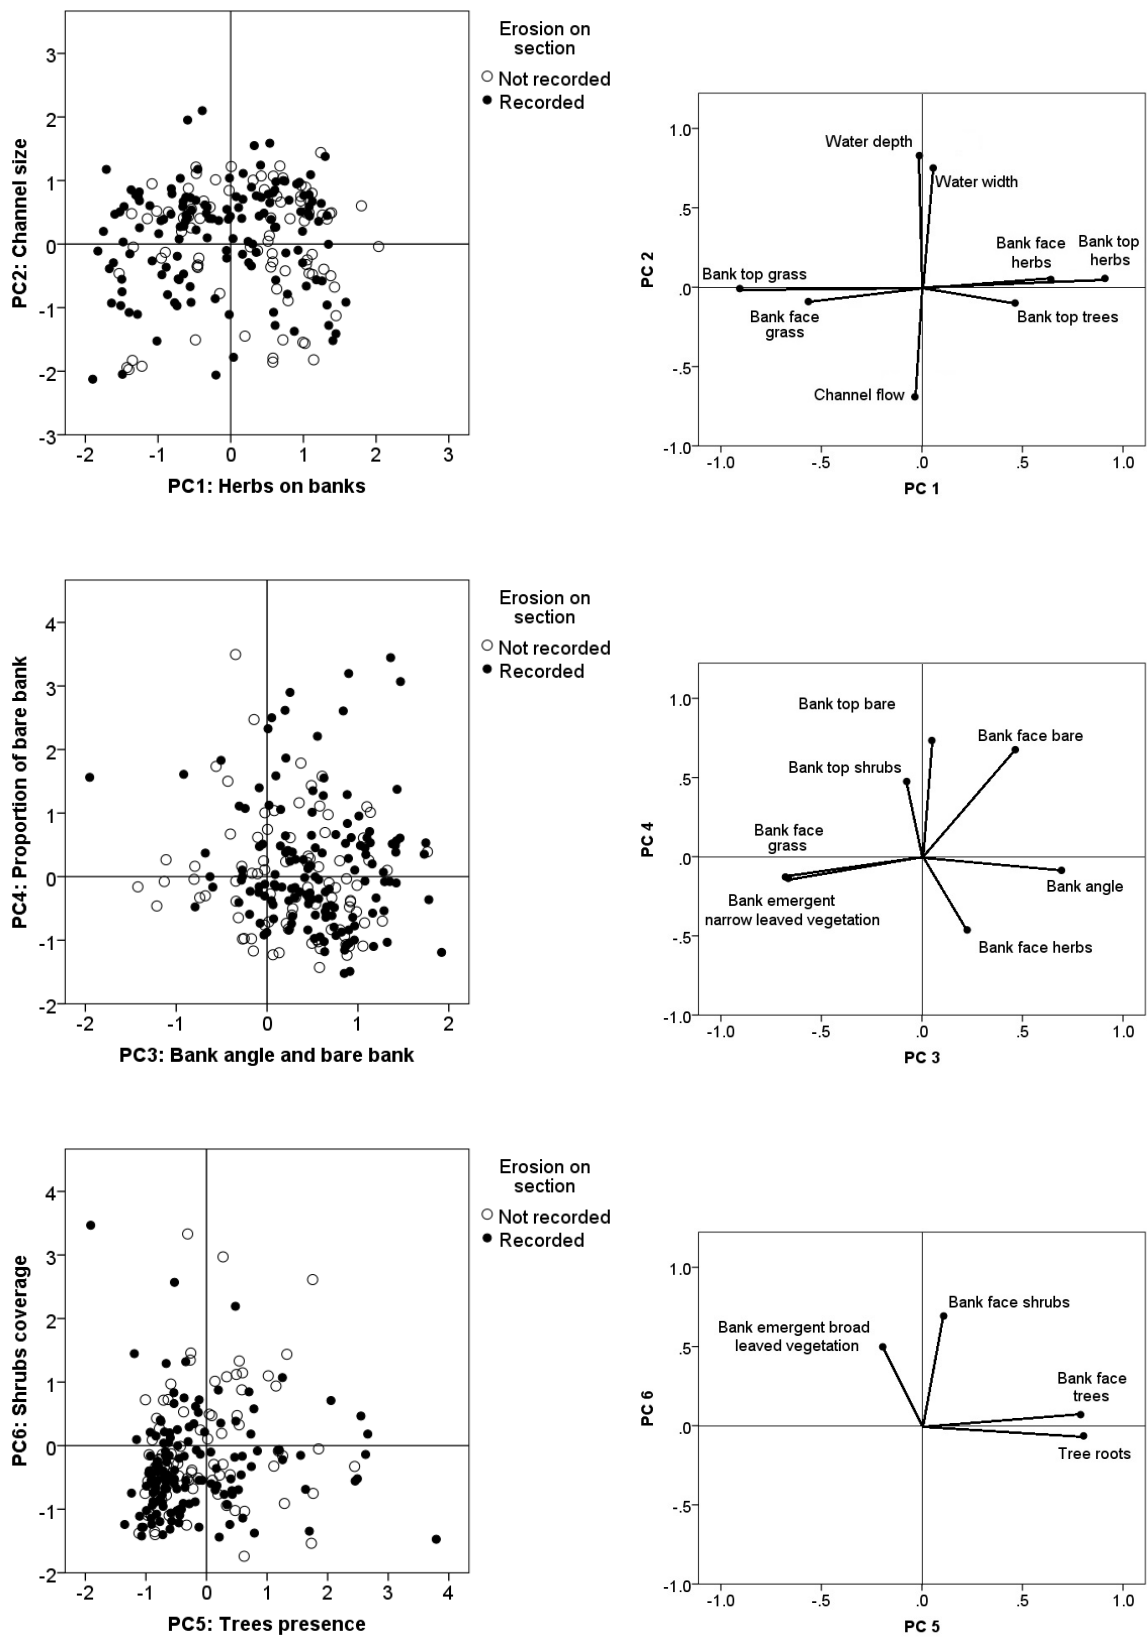 Erosion on
section
Not recorded
Recorded
3
2
1
0
-1
-2
-3
PC2: Channel size
-2
-1
0
1
2
3
PC1: Herbs on banks
1.0
.5
.0
-.5
-1.0
PC 2
Water depth
Water width
Bank face
herbs
Bank top
herbs
Bank top grass
Bank face
grass
Bank top trees
Channel flow
-1.0
-.5
.0
.5
1.0
PC 1
Erosion on
section
Not recorded
Recorded
4
3
2
1
0
-1
-2
PC4: Proportion of bare bank
-2
-1
0
1
2
PC3: Bank angle and bare bank
1.0
.5
.0
-.5
-1.0
PC 4
Bank top bare
Bank face bare
Bank top shrubs
Bank face
grass
Bank angle
Bank emergent
narrow leaved vegetation
Bank face herbs
-1.0
-.5
.0
.5
1.0
PC 3
Erosion on
section
Not recorded
Recorded
4
3
2
1
0
-1
-2
PC6: Shrubs coverage
-2
-1
0
1
2
3
4
PC5: Trees presence
1.0
.5
.0
-.5
-1.0
PC 6
Bank face shrubs
Bank emergent broad
leaved vegetation
Bank face
trees
Tree roots
-1.0
-.5
.0
.5
1.0
PC 5